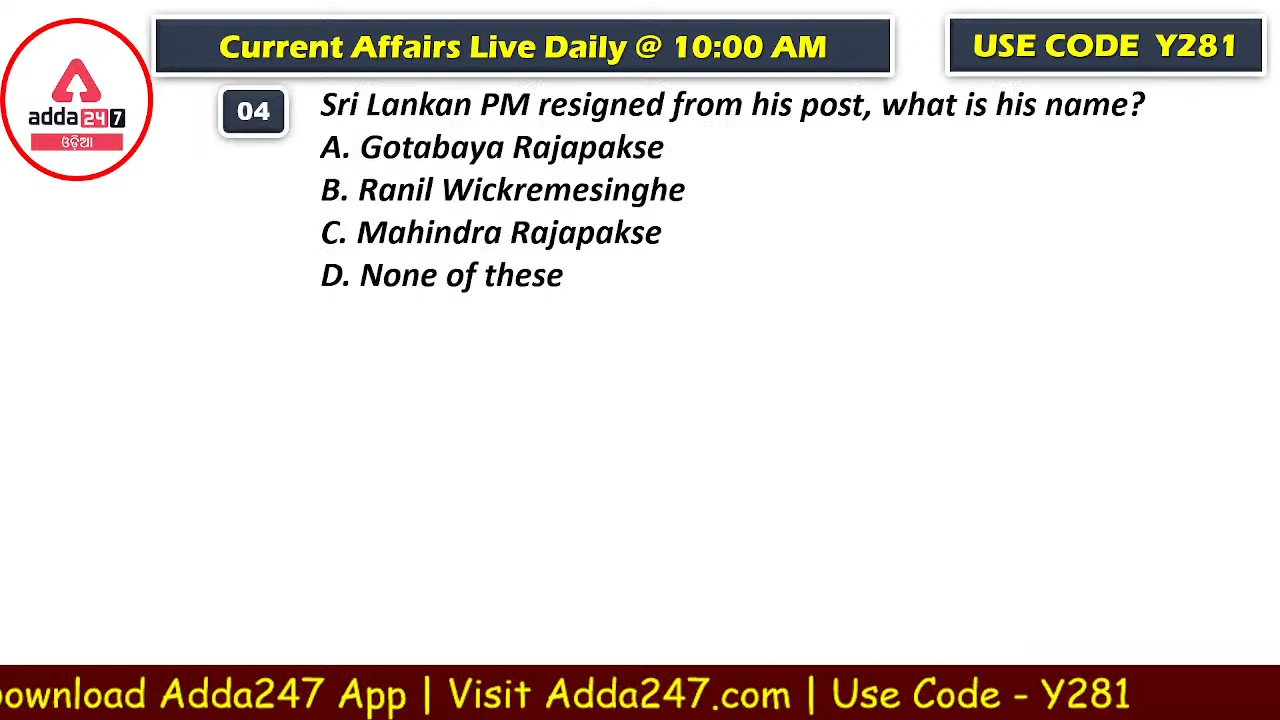 Current Affairs Live Daily @ 10:00 AM
USE CODE Y281
adda247
ଓଡ଼ିଆ
04
Sri Lankan PM resigned from his post, what is his name?
A. Gotabaya Rajapakse
B. Ranil Wickremesinghe
C. Mahindra Rajapakse
D. None of these
ownload Adda247 App | Visit Adda247.com | Use Code - Y281